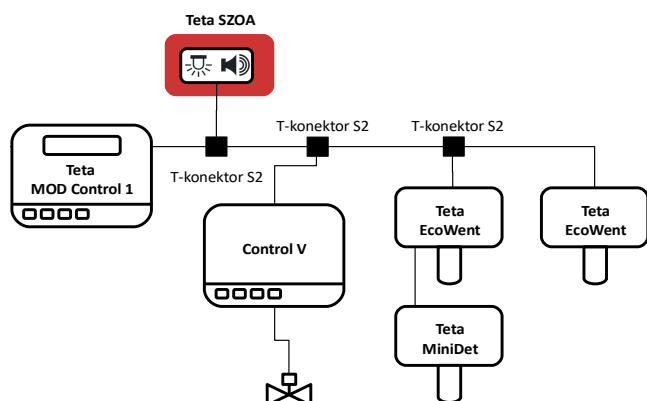 Teta SZOA
T-konektor S2
T-konektor S2
Teta
MOD Control 1
T-konektor S2
Teta
EcoWent
Teta
EcoWent
Control V
Teta
MiniDet